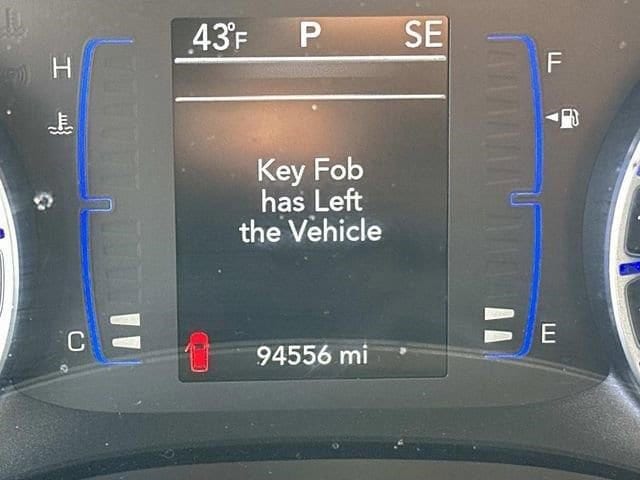 43°F P SE
H F
Key Fob
has Left
the Vehicle
C E
94556 mi